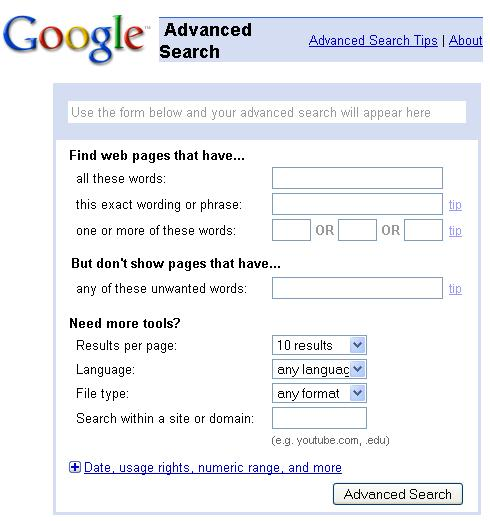 Google™ Advanced Search
Advanced Search Tips | About
Use the form below and your advanced search will appear here
Find web pages that have...
all these words:
this exact wording or phrase: tip
one or more of these words: OR OR tip
But don't show pages that have...
any of these unwanted words: tip
Need more tools?
Results per page: 10 results
Language: any languag
File type: any format
Search within a site or domain:
(e.g. youtube.com, .edu)
Date, usage rights, numeric range, and more
Advanced Search